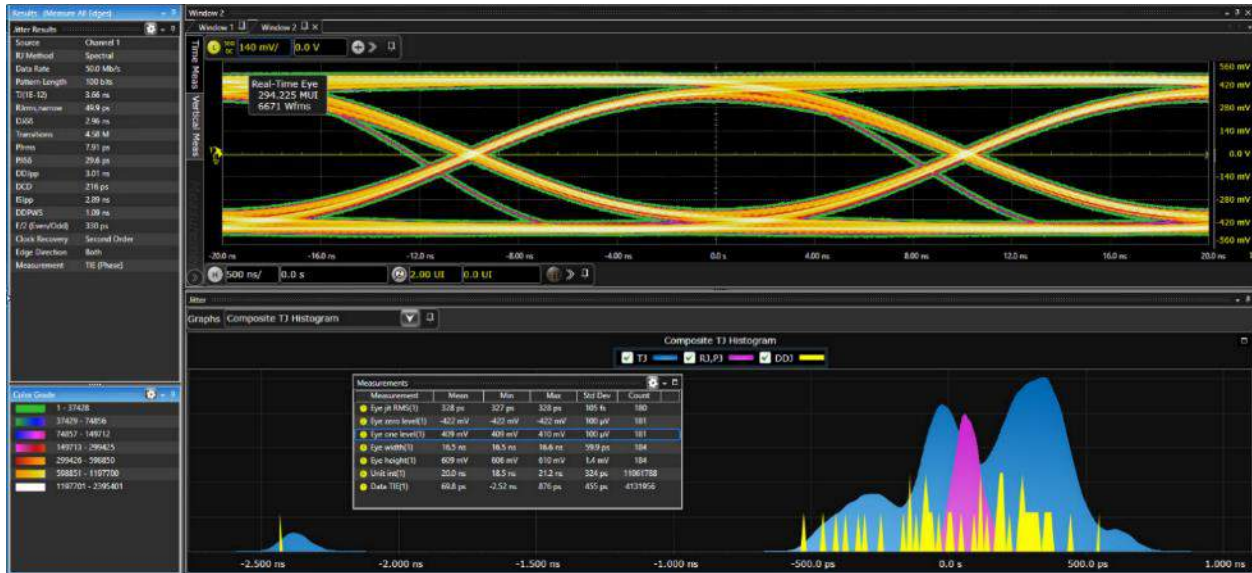 Results (Measure All Edges)
Jitter Results
Source Channel 1
RJ Method Spectral
Data Rate 50.0 Mb/s
Pattern Length 100 bits
TJ(1E-12) 3.66 ns
RJrms,narrow 49.9 ps
DJδδ 2.96 ns
Transitions 4.58 M
PJrms 7.91 ps
PJδδ 29.6 ps
DDJpp 3.01 ns
DCD 216 ps
ISIpp 2.89 ns
DDPWS 1.09 ns
F/2 (Even/Odd) 330 ps
Clock Recovery Second Order
Edge Direction Both
Measurement TIE (Phase)
Color Grade
1 - 37428
37429 - 74856
74857 - 149712
149713 - 299425
299426 - 598850
598851 - 1197700
1197701 - 2395401
Window 2
Window 1 Window 2
Time Meas
Vertical Meas
50Ω DC 140 mV/ 0.0 V
Real-Time Eye
294.225 MUI
6671 Wfms
560 mV
420 mV
280 mV
140 mV
0.0 V
-140 mV
-280 mV
-420 mV
-560 mV
-20.0 ns -16.0 ns -12.0 ns -8.00 ns -4.00 ns 0.0 s 4.00 ns 8.00 ns 12.0 ns 16.0 ns 20.0 ns
H 500 ns/ 0.0 s 2.00 UI 0.0 UI
Jitter
Graphs Composite TJ Histogram
Composite TJ Histogram
TJ RJ,PJ DDJ
Measurements
Measurement Mean Min Max Std Dev Count
Eye jit RMS(1) 328 ps 327 ps 328 ps 105 fs 180
Eye zero level(1) -422 mV -422 mV -422 mV 100 µV 181
Eye one level(1) 409 mV 409 mV 410 mV 100 µV 181
Eye width(1) 16.5 ns 16.5 ns 16.6 ns 59.9 ps 184
Eye height(1) 609 mV 606 mV 610 mV 1.4 mV 184
Unit int(1) 20.0 ns 18.5 ns 21.2 ns 324 ps 11061788
Data TIE(1) 69.8 ps -2.52 ns 876 ps 455 ps 4131956
-2.500 ns -2.000 ns -1.500 ns -1.000 ns -500.0 ps 0.0 s 500.0 ps 1.000 ns